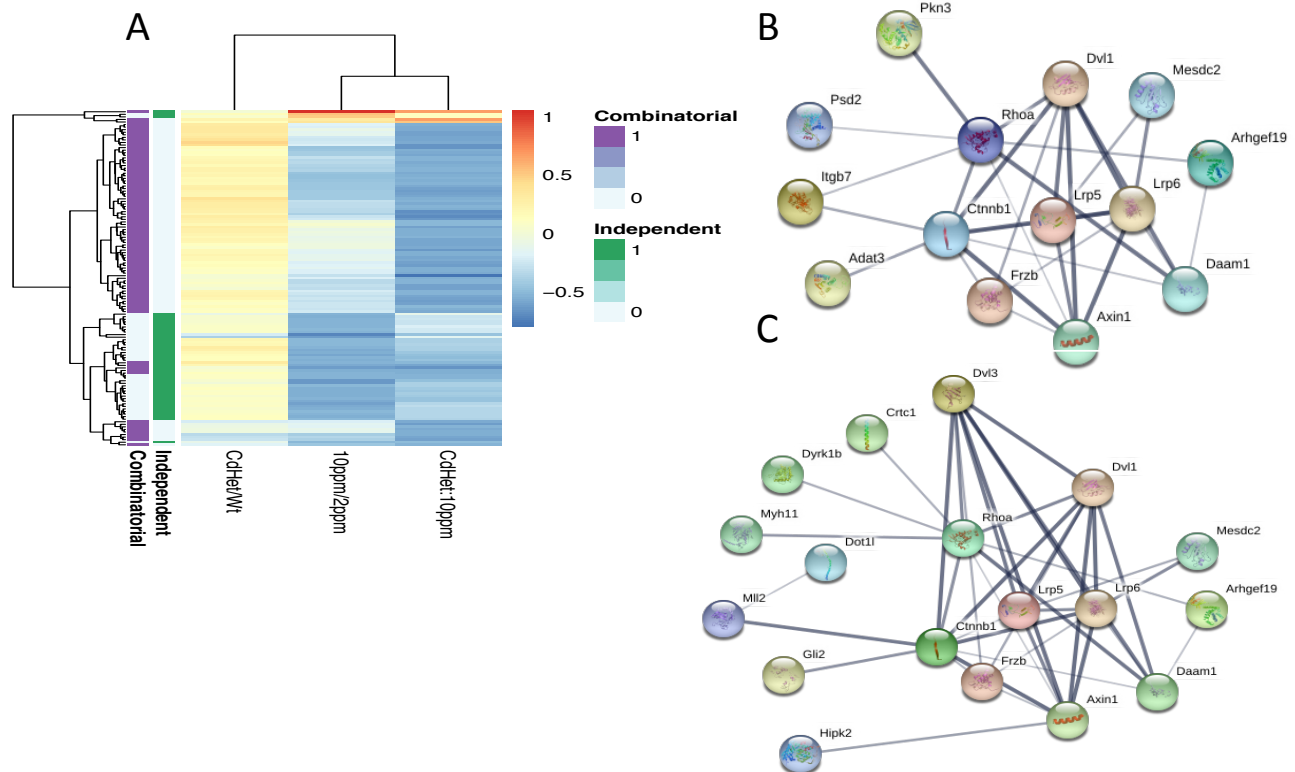 A
1
0.5
0
−0.5
Combinatorial
1
0
Independent
1
0
Combinatorial
Independent
CdHet/Wt
10ppm/2ppm
CdHet:10ppm
B
Pkn3
Dvl1
Mesdc2
Psd2
Rhoa
Arhgef19
Itgb7
Lrp5
Lrp6
Ctnnb1
Adat3
Frzb
Daam1
Axin1
C
Dvl3
Crtc1
Dyrk1b
Dvl1
Myh11
Rhoa
Mesdc2
Dot1l
Mll2
Lrp5
Lrp6
Arhgef19
Ctnnb1
Gli2
Frzb
Daam1
Axin1
Hipk2